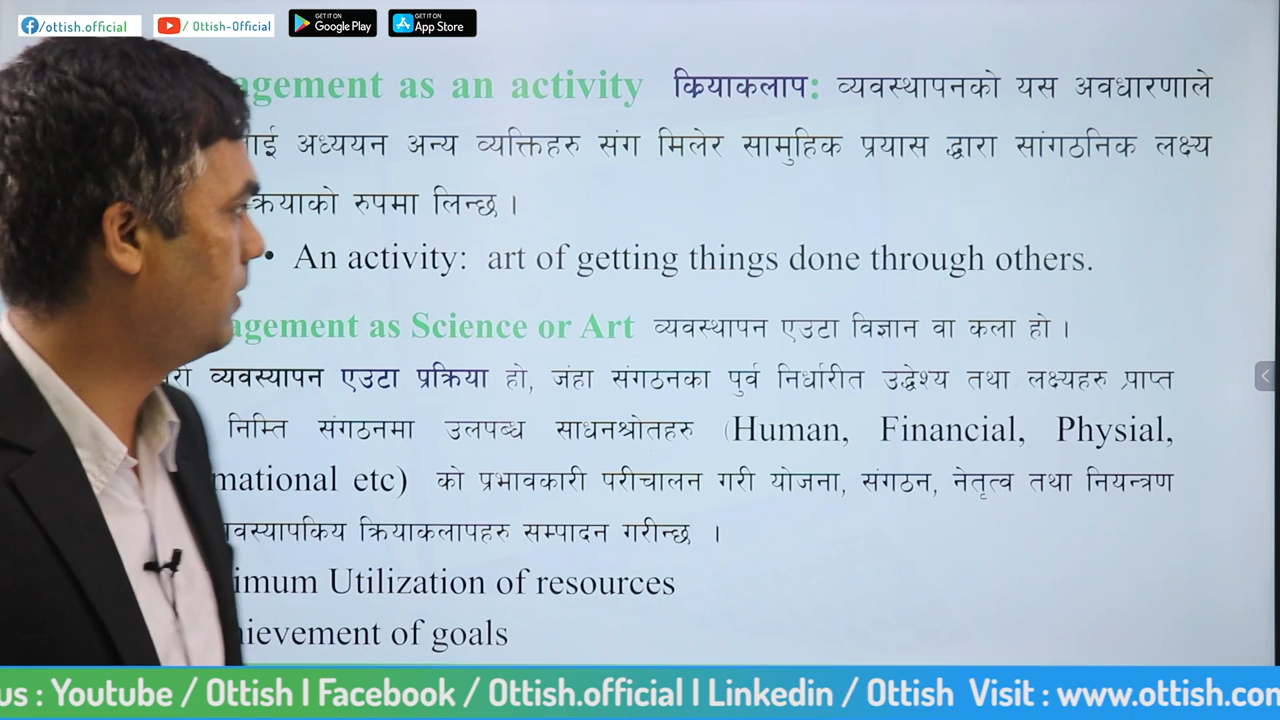 /ottish.official
/ Ottish-Official
GET IT ON
Google Play
GET IT ON
App Store
agement as an activity क्रियाकलाप: व्यवस्थापनको यस अवधारणाले
अध्ययन अन्य व्यक्तिहरु संग मिलेर सामुहिक प्रयास द्धारा सांगठनिक लक्ष्य
क्रयाको रुपमा लिन्छ ।
• An activity: art of getting things done through others.
agement as Science or Art व्यवस्थापन एउटा विज्ञान वा कला हो ।
व्यवस्थापन एउटा प्रक्रिया हो, जंहा संगठनका पुर्व निर्धारीत उद्धेश्य तथा लक्ष्यहरु प्राप्त
निम्ति संगठनमा उलपब्ध साधनश्रोतहरु (Human, Financial, Physial,
mational etc) को प्रभावकारी परीचालन गरी योजना, संगठन, नेतृत्व तथा नियन्त्रण
वस्थापकिय क्रियाकलापहरु सम्पादन गरीन्छ ।
imum Utilization of resources
ievement of goals
us : Youtube / Ottish | Facebook / Ottish.official | Linkedin / Ottish Visit : www.ottish.com